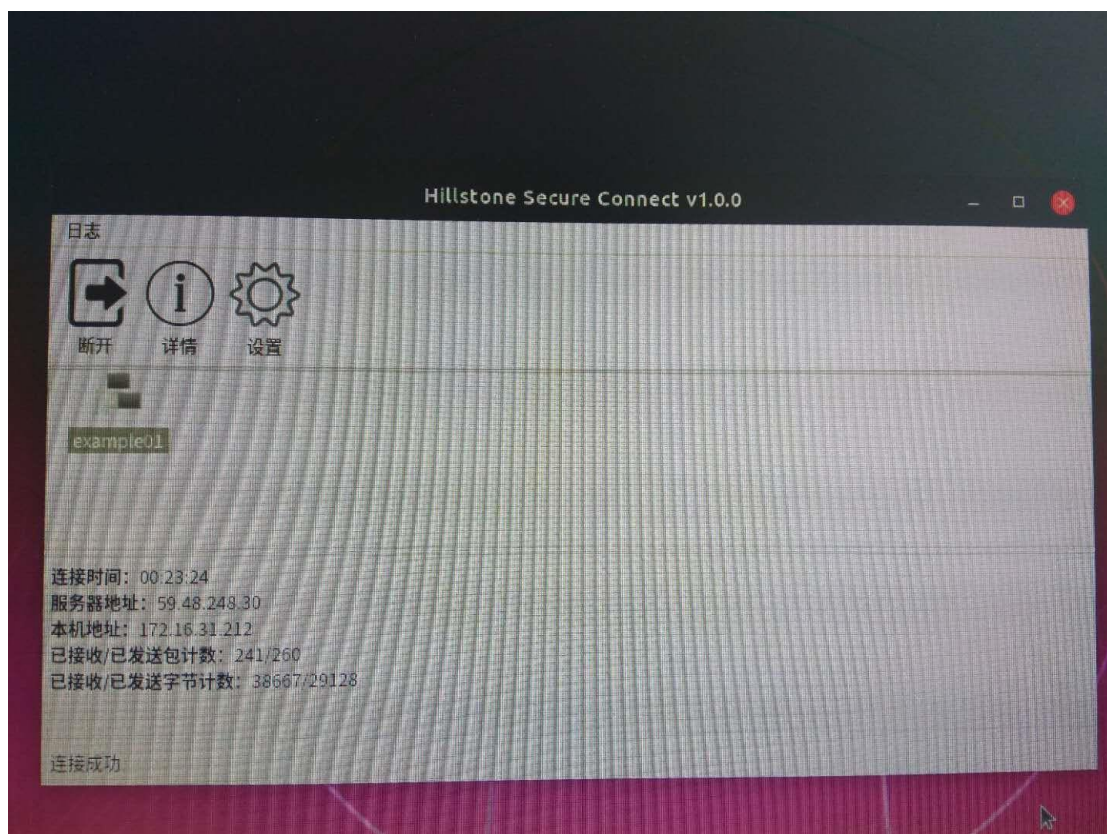 Hillstone Secure Connect v1.0.0
日志
断开 详情 设置
example01
连接时间：00:23:24
服务器地址：59.48.248.30
本机地址：172.16.31.212
已接收/已发送包计数：241/260
已接收/已发送字节计数：38667/29128
连接成功